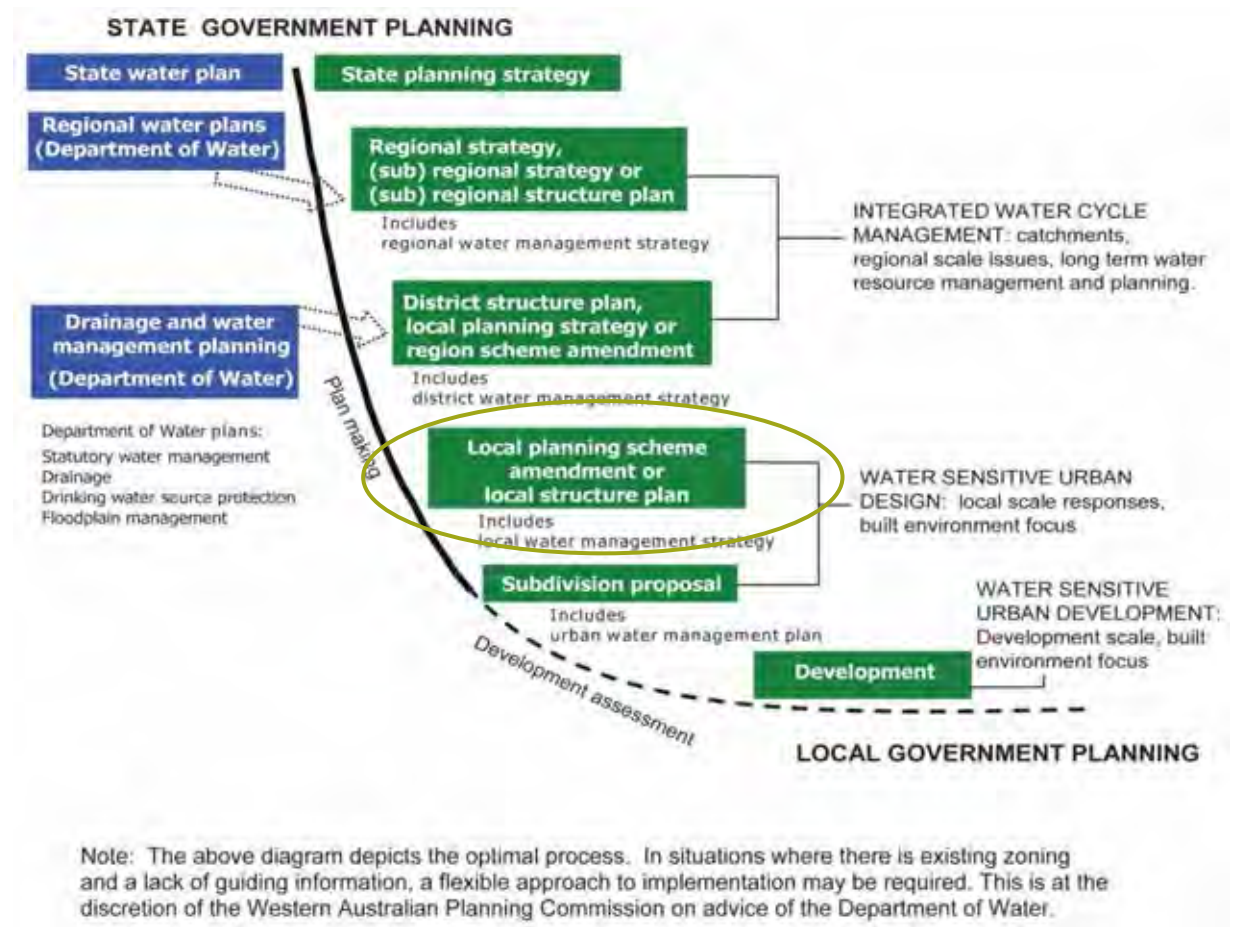 STATE GOVERNMENT PLANNING
State water plan
State planning strategy
Regional water plans
(Department of Water)
Regional strategy,
(sub) regional strategy or
(sub) regional structure plan
Includes
regional water management strategy
INTEGRATED WATER CYCLE
MANAGEMENT: catchments,
regional scale issues, long term water
resource management and planning.
Drainage and water
management planning
(Department of Water)
District structure plan,
local planning strategy or
region scheme amendment
Includes
district water management strategy
Plan making
Department of Water plans:
Statutory water management
Drainage
Drinking water source protection
Floodplain management
Local planning scheme
amendment or
local structure plan
Includes
local water management strategy
WATER SENSITIVE URBAN
DESIGN: local scale responses,
built environment focus
Subdivision proposal
Includes
urban water management plan
WATER SENSITIVE
URBAN DEVELOPMENT:
Development scale, built
environment focus
Development assessment
Development
LOCAL GOVERNMENT PLANNING
Note: The above diagram depicts the optimal process. In situations where there is existing zoning
and a lack of guiding information, a flexible approach to implementation may be required. This is at the
discretion of the Western Australian Planning Commission on advice of the Department of Water.